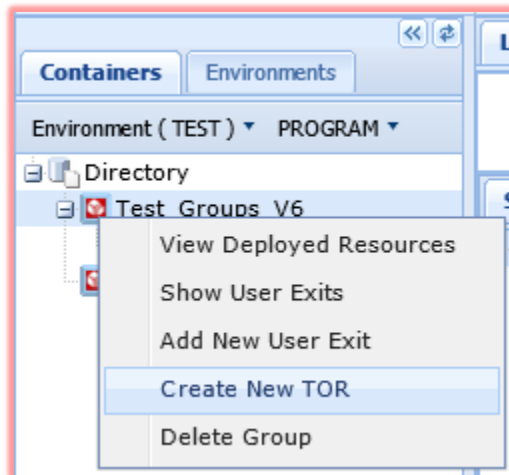 Containers Environments
Environment ( TEST ) PROGRAM
Directory
Test_Groups_V6
View Deployed Resources
Show User Exits
Add New User Exit
Create New TOR
Delete Group